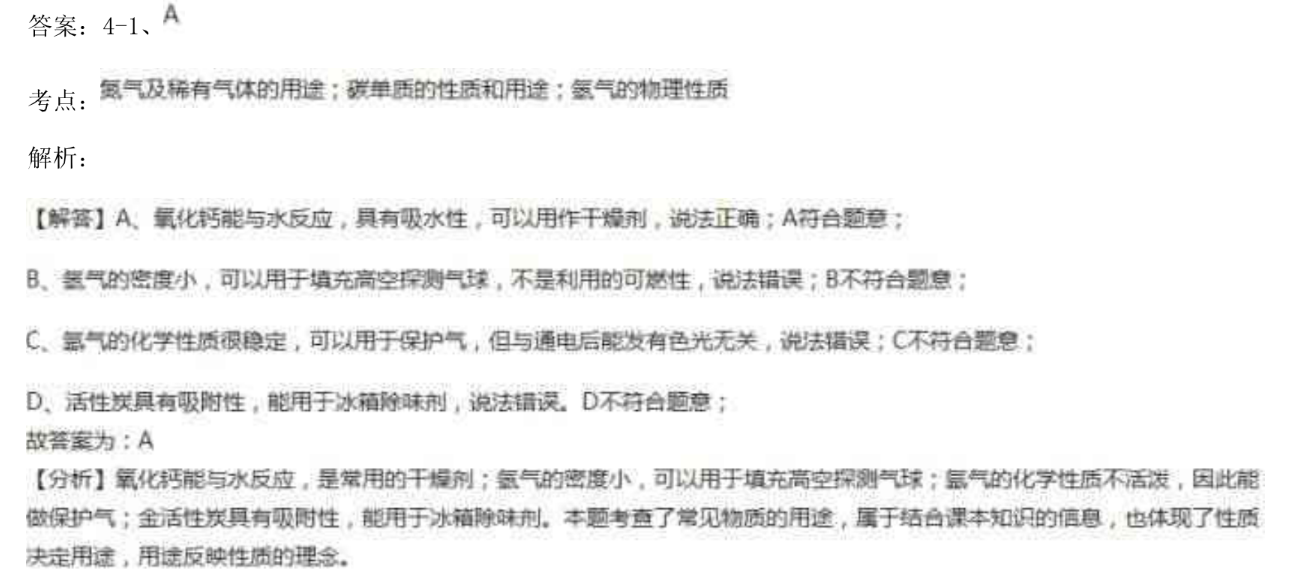 答案：4-1、A
考点：氮气及稀有气体的用途；碳单质的性质和用途；氢气的物理性质
解析：
【解答】A、氧化钙能与水反应，具有吸水性，可以用作干燥剂，说法正确；A符合题意；
B、氢气的密度小，可以用于填充高空探测气球，不是利用的可燃性，说法错误；B不符合题意；
C、氩气的化学性质很稳定，可以用于保护气，但与通电后能发有色光无关，说法错误；C不符合题意；
D、活性炭具有吸附性，能用于冰箱除味剂，说法错误。D不符合题意；
故答案为：A
【分析】氧化钙能与水反应，是常用的干燥剂；氢气的密度小，可以用于填充高空探测气球；氩气的化学性质不活泼，因此能
做保护气；金活性炭具有吸附性，能用于冰箱除味剂。本题考查了常见物质的用途，属于结合课本知识的信息，也体现了性质
决定用途，用途反映性质的理念。